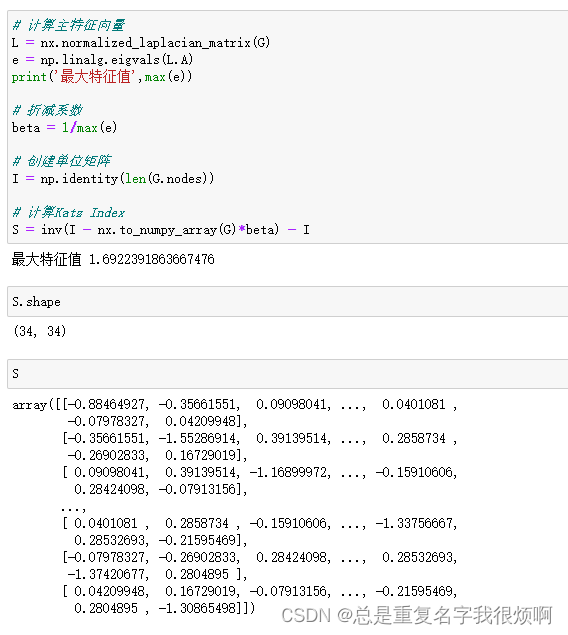 # 计算主特征向量
L = nx.normalized_laplacian_matrix(G)
e = np.linalg.eigvals(L.A)
print('最大特征值',max(e))
# 折减系数
beta = 1/max(e)
# 创建单位矩阵
I = np.identity(len(G.nodes))
# 计算Katz Index
S = inv(I - nx.to_numpy_array(G)*beta) - I
最大特征值 1.6922391863667476
S.shape
(34, 34)
S
array([[-0.88464927, -0.35661551,  0.09098041, ...,  0.0401081 ,
-0.07978327,  0.04209948],
[-0.35661551, -1.55286914,  0.39139514, ...,  0.2858734 ,
-0.26902833,  0.16729019],
[ 0.09098041,  0.39139514, -1.16899972, ..., -0.15910606,
0.28424098, -0.07913156],
...,
[ 0.0401081 ,  0.2858734 , -0.15910606, ..., -1.33756667,
0.28532693, -0.21595469],
[-0.07978327, -0.26902833,  0.28424098, ...,  0.28532693,
-1.37420677,  0.2804895 ],
[ 0.04209948,  0.16729019, -0.07913156, ..., -0.21595469,
0.2804895 , -1.30865498]])
CSDN @总是重复名字我很烦啊